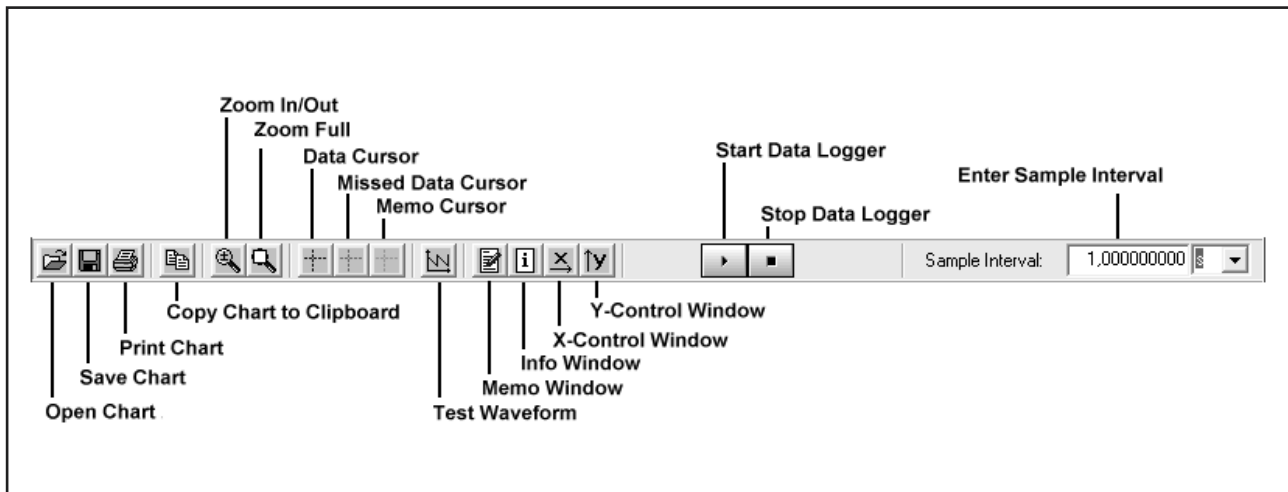 Zoom In/Out
Zoom Full
Data Cursor
Missed Data Cursor
Memo Cursor
Start Data Logger
Stop Data Logger
Enter Sample Interval
Sample Interval: 1,000000000 s
Copy Chart to Clipboard
Print Chart
Save Chart
Open Chart
Y-Control Window
X-Control Window
Info Window
Memo Window
Test Waveform